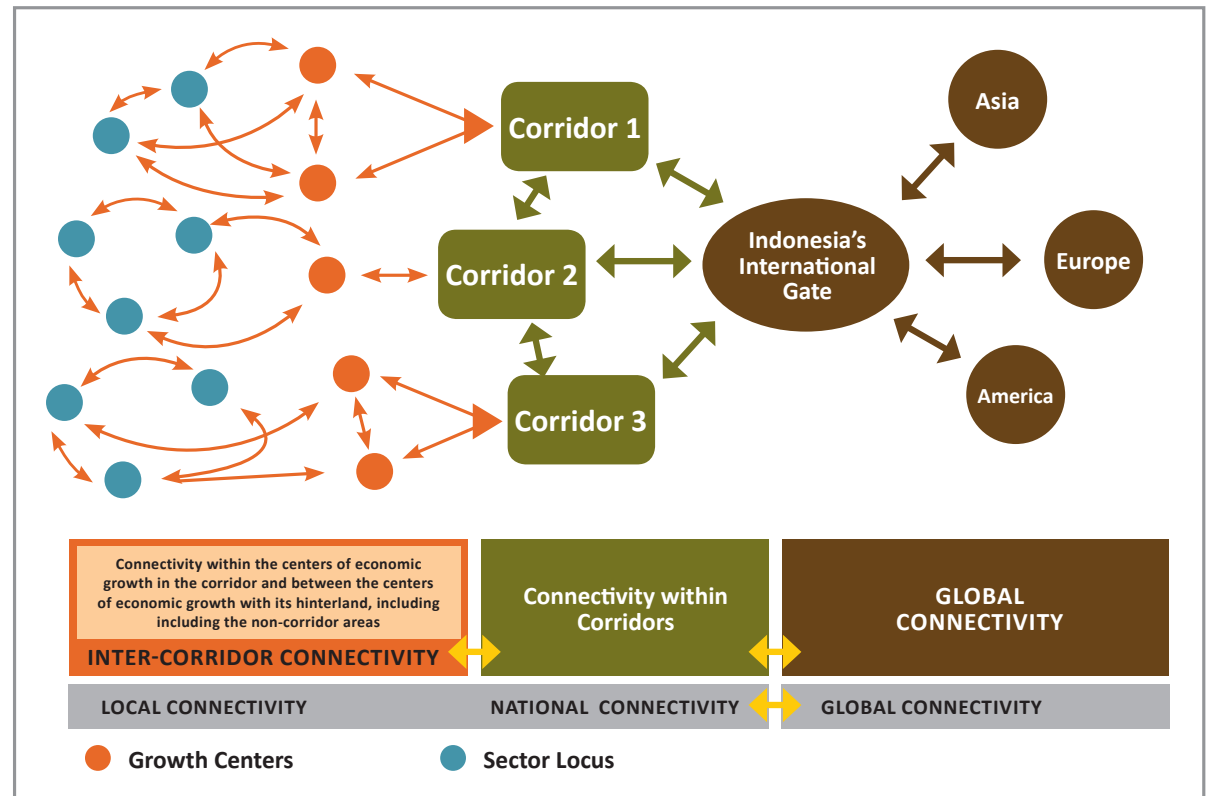 Corridor 1
Corridor 2
Corridor 3
Indonesia's
International
Gate
Asia
Europe
America
Connectivity within the centers of economic
growth in the corridor and between the centers
of economic growth with its hinterland, including
including the non-corridor areas
INTER-CORRIDOR CONNECTIVITY
Connectivity within
Corridors
GLOBAL
CONNECTIVITY
LOCAL CONNECTIVITY
NATIONAL CONNECTIVITY
GLOBAL CONNECTIVITY
Growth Centers
Sector Locus